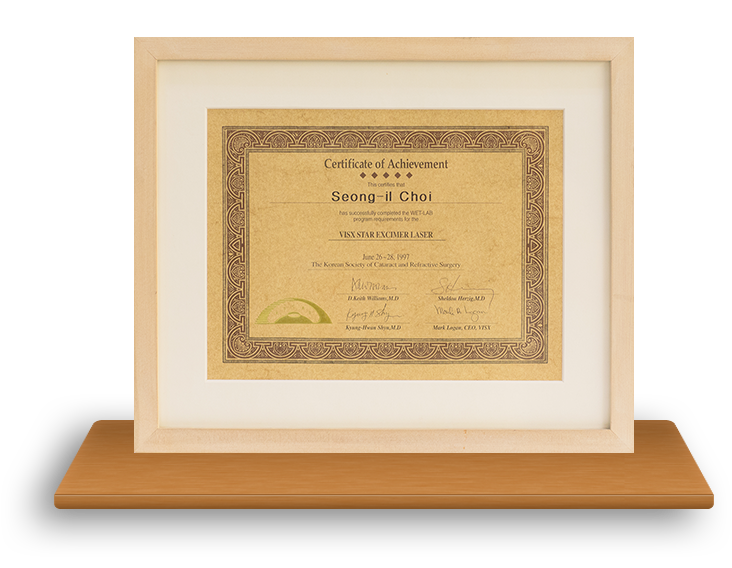 Certificate of Achievement
This certifies that
Seong-il Choi
has successfully completed the WET-LAB
program requirements for the
VISX STAR EXCIMER LASER
June 26~28, 1997
The Korean Society of Cataract and Refractive Surgery
D.Keith Williams,M.D
Sheldon Herzig,M.D
Kyung-Hwan Shyn,M.D
Mark Logan, CEO, VISX